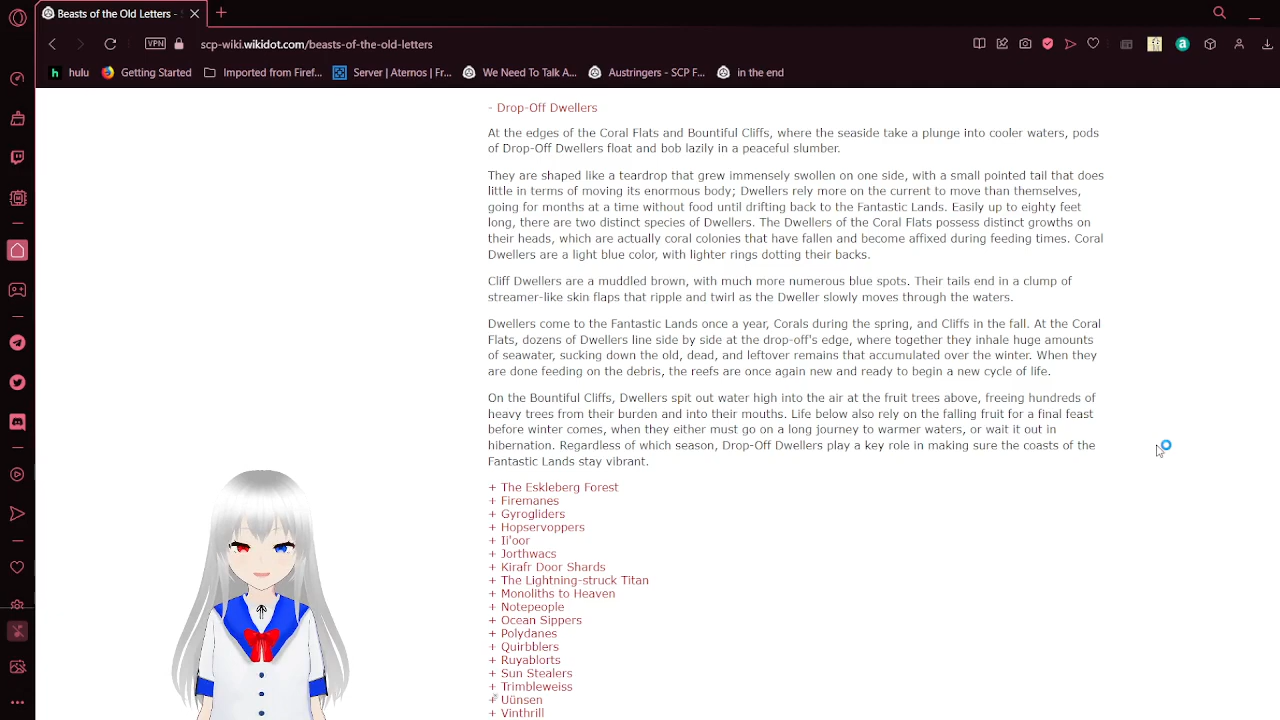 Beasts of the Old Letters -
VPN
scp-wiki.wikidot.com/beasts-of-the-old-letters
h hulu
Getting Started
Imported from Firef...
Server | Aternos | Fr...
We Need To Talk A...
Austringers - SCP F...
in the end
- Drop-Off Dwellers
At the edges of the Coral Flats and Bountiful Cliffs, where the seaside take a plunge into cooler waters, pods
of Drop-Off Dwellers float and bob lazily in a peaceful slumber.
They are shaped like a teardrop that grew immensely swollen on one side, with a small pointed tail that does
little in terms of moving its enormous body; Dwellers rely more on the current to move than themselves,
going for months at a time without food until drifting back to the Fantastic Lands. Easily up to eighty feet
long, there are two distinct species of Dwellers. The Dwellers of the Coral Flats possess distinct growths on
their heads, which are actually coral colonies that have fallen and become affixed during feeding times. Coral
Dwellers are a light blue color, with lighter rings dotting their backs.
Cliff Dwellers are a muddled brown, with much more numerous blue spots. Their tails end in a clump of
streamer-like skin flaps that ripple and twirl as the Dweller slowly moves through the waters.
Dwellers come to the Fantastic Lands once a year, Corals during the spring, and Cliffs in the fall. At the Coral
Flats, dozens of Dwellers line side by side at the drop-off's edge, where together they inhale huge amounts
of seawater, sucking down the old, dead, and leftover remains that accumulated over the winter. When they
are done feeding on the debris, the reefs are once again new and ready to begin a new cycle of life.
On the Bountiful Cliffs, Dwellers spit out water high into the air at the fruit trees above, freeing hundreds of
heavy trees from their burden and into their mouths. Life below also rely on the falling fruit for a final feast
before winter comes, when they either must go on a long journey to warmer waters, or wait it out in
hibernation. Regardless of which season, Drop-Off Dwellers play a key role in making sure the coasts of the
Fantastic Lands stay vibrant.
+ The Eskleberg Forest
+ Firemanes
+ Gyrogliders
+ Hopservoppers
+ Ii'oor
+ Jorthwacs
+ Kirafr Door Shards
+ The Lightning-struck Titan
+ Monoliths to Heaven
+ Notepeople
+ Ocean Sippers
+ Polydanes
+ Quirbblers
+ Ruyablorts
+ Sun Stealers
+ Trimbleweiss
+ Uünsen
+ Vinthrill